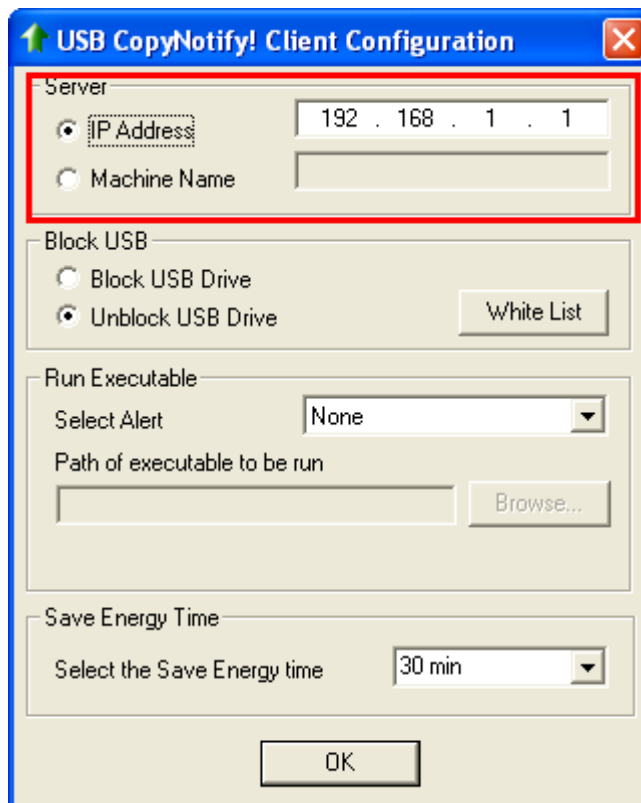 USB CopyNotify! Client Configuration
Server
IP Address
192 . 168 . 1 . 1
Machine Name
Block USB
Block USB Drive
Unblock USB Drive
White List
Run Executable
Select Alert
None
Path of executable to be run
Browse...
Save Energy Time
Select the Save Energy time
30 min
OK